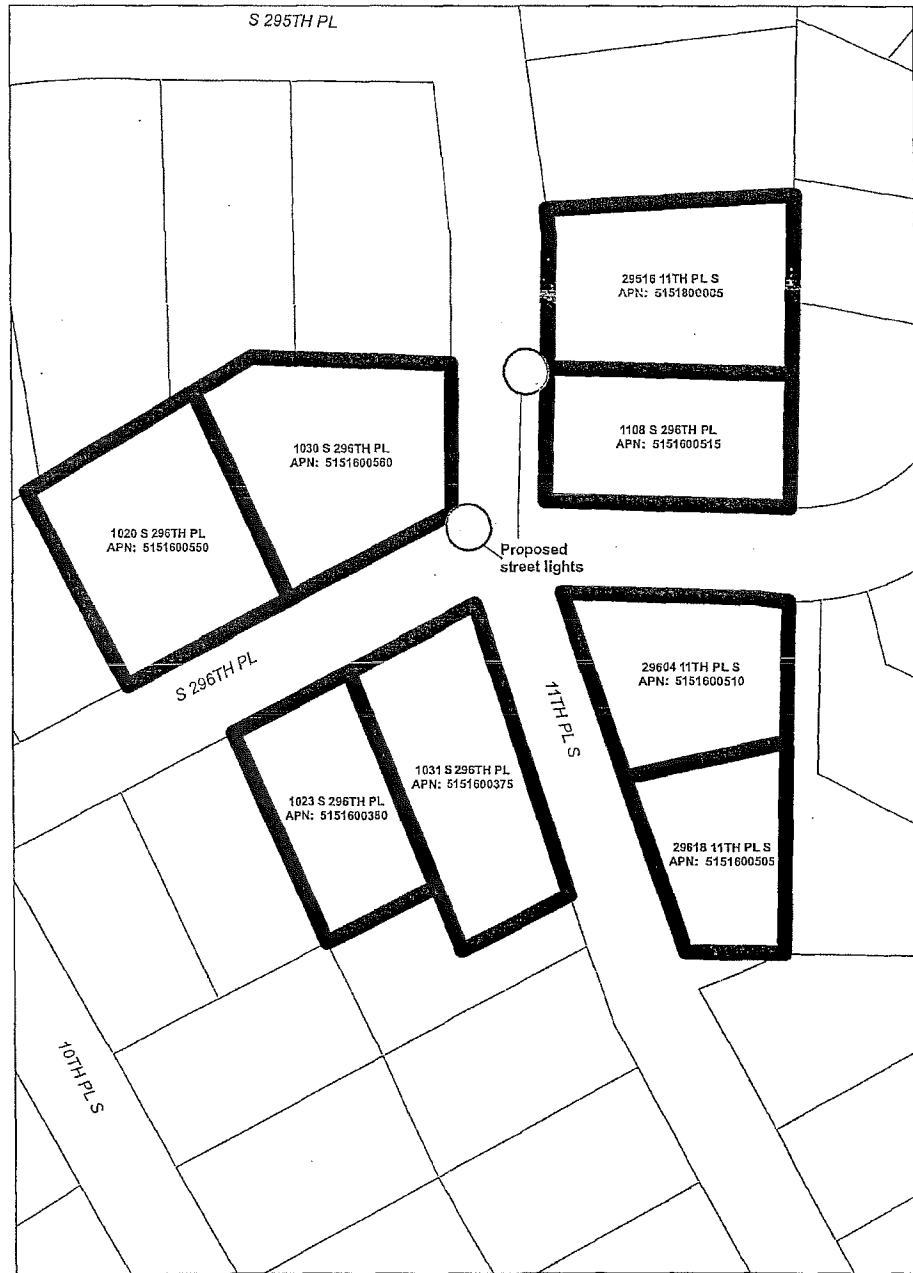 S 295TH PL
29516 11TH PL S
APN: 5151800005
1108 S 296TH PL
APN: 5151600515
1030 S 296TH PL
APN: 5151600560
1020 S 296TH PL
APN: 5151600550
Proposed
street lights
S 296TH PL
11TH PL S
29604 11TH PL S
APN: 5151600510
1031 S 296TH PL
APN: 5151600375
1023 S 296TH PL
APN: 5151600380
29618 11TH PL S
APN: 5151600505
10TH PL S